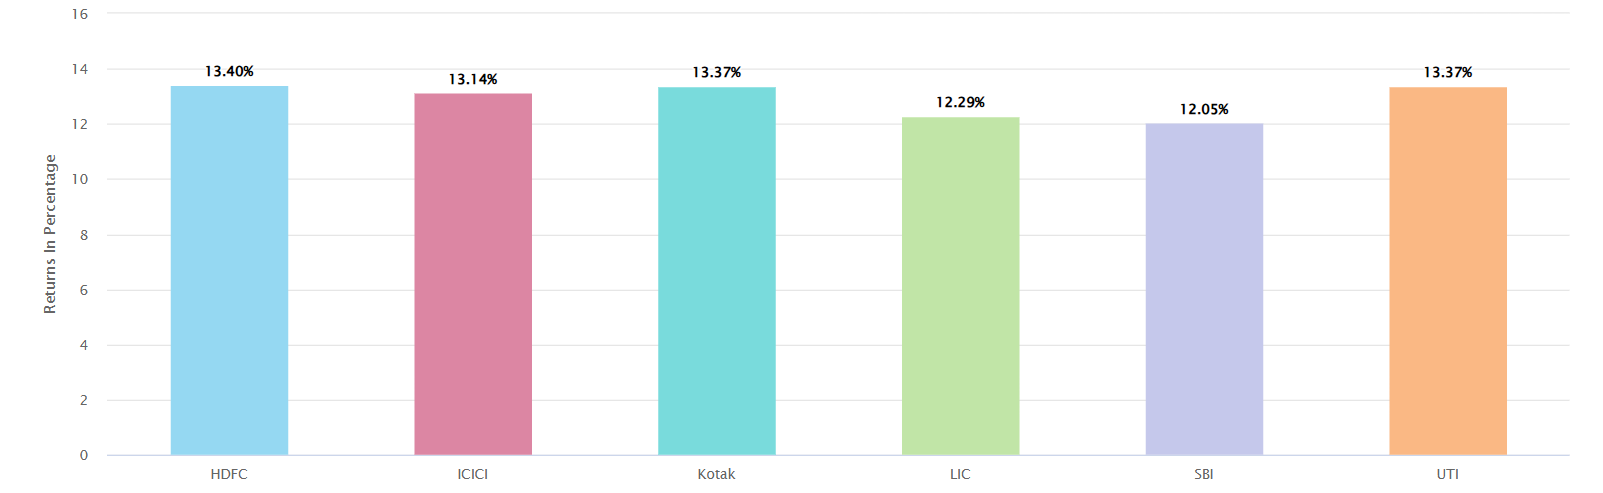 Returns In Percentage
16
14
12
10
8
6
4
2
0
13.40%
13.14%
13.37%
12.29%
12.05%
13.37%
HDFC
ICICI
Kotak
LIC
SBI
UTI